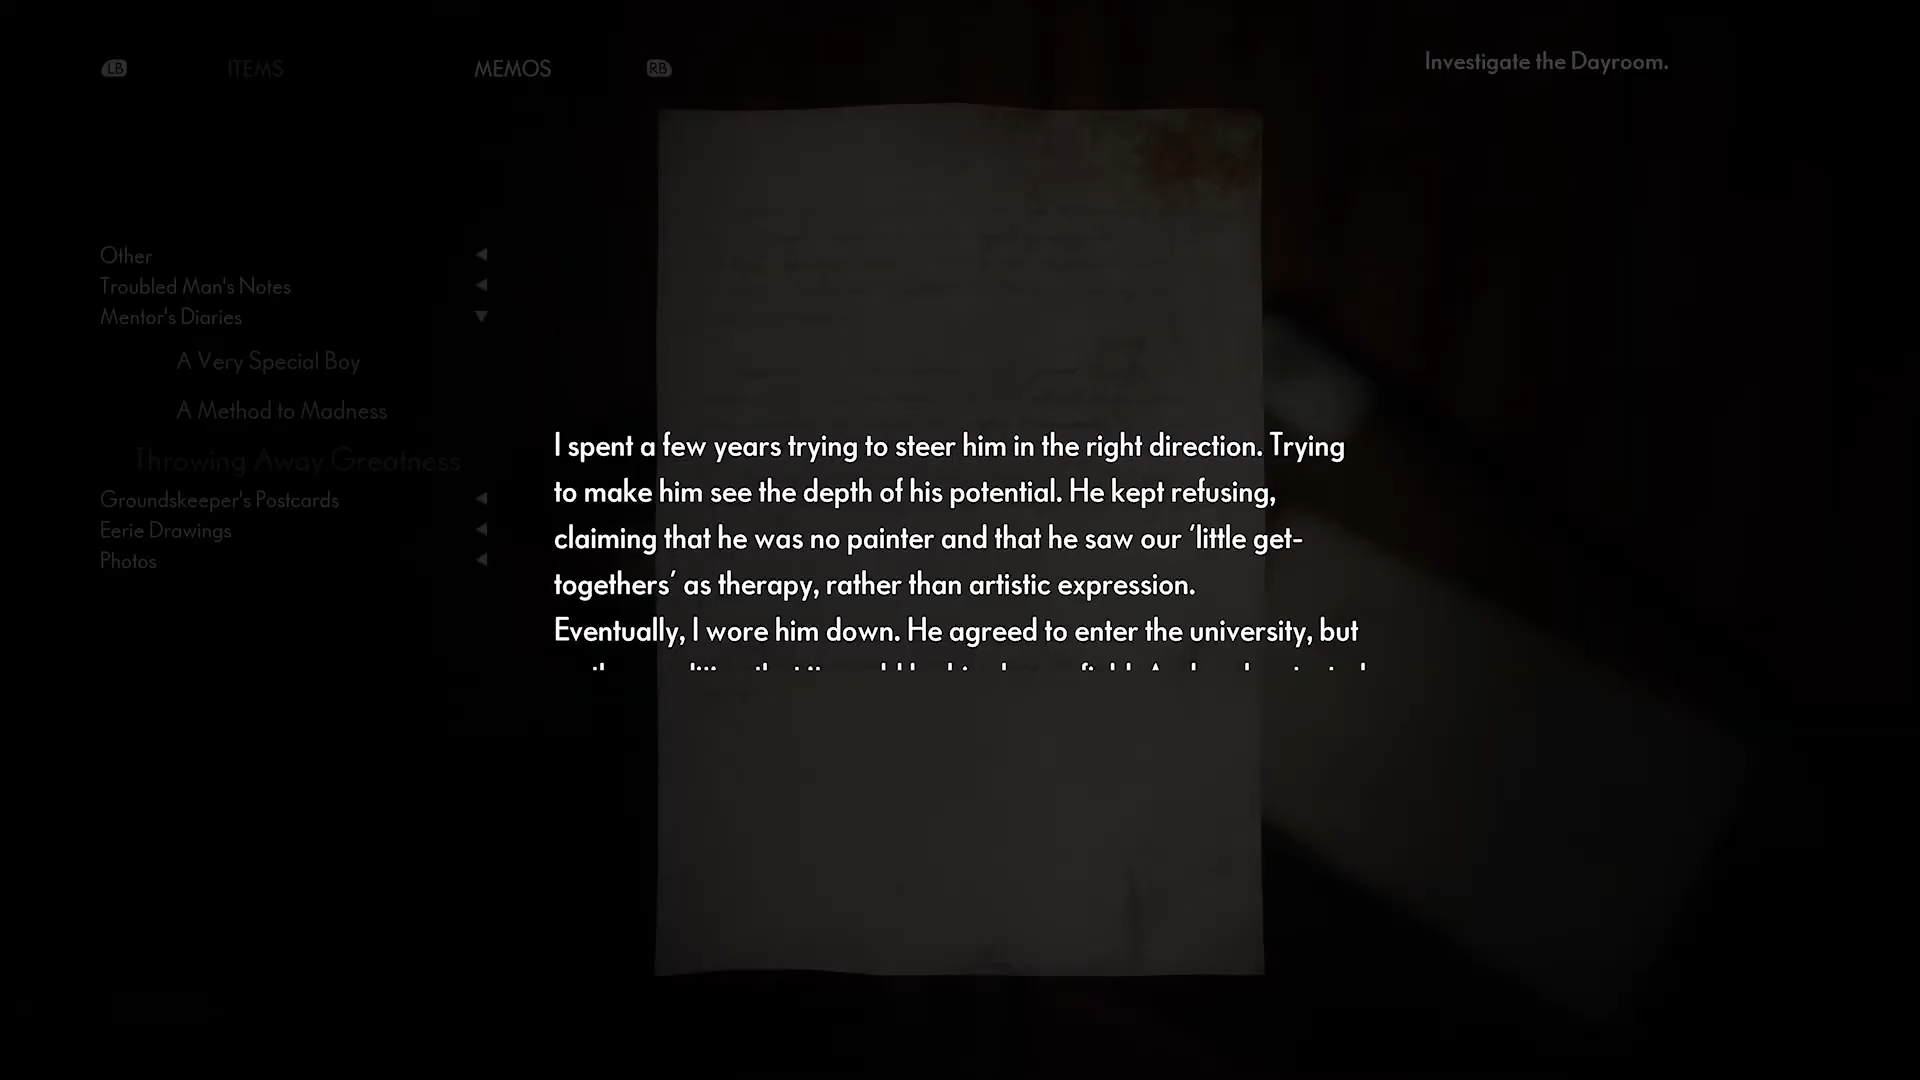 LB ITEMS MEMOS RB
Investigate the Dayroom.
Other
Troubled Man's Notes
Mentor's Diaries
A Very Special Boy
A Method to Madness
Throwing Away Greatness
Groundskeeper's Postcards
Eerie Drawings
Photos
I spent a few years trying to steer him in the right direction. Trying
to make him see the depth of his potential. He kept refusing,
claiming that he was no painter and that he saw our 'little get-
togethers' as therapy, rather than artistic expression.
Eventually, I wore him down. He agreed to enter the university, but